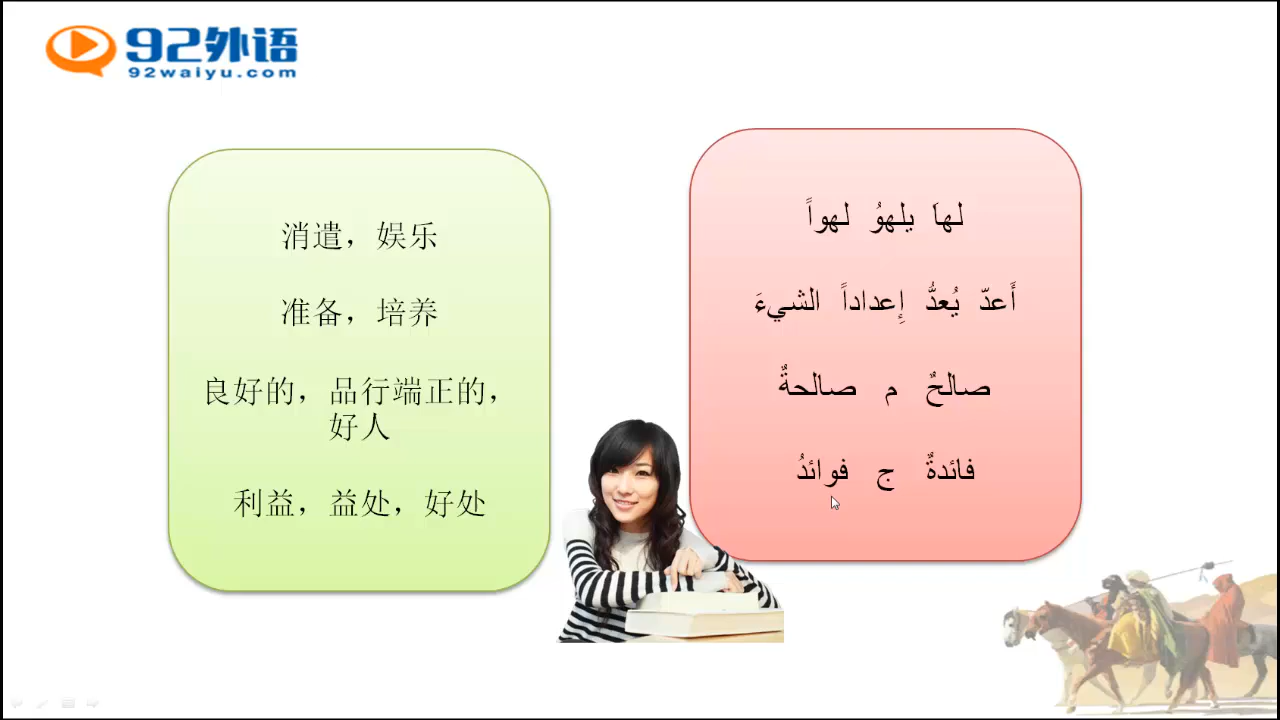 92外语
92waiyu.com
消遣，娱乐
准备，培养
良好的，品行端正的，
好人
利益，益处，好处
لهاَ يلهوُ لهواً
أَعدّ يُعدُّ إِعداداً الشيءَ
صالحٌ م صالحةٌ
فائدةٌ ج فوائدُ